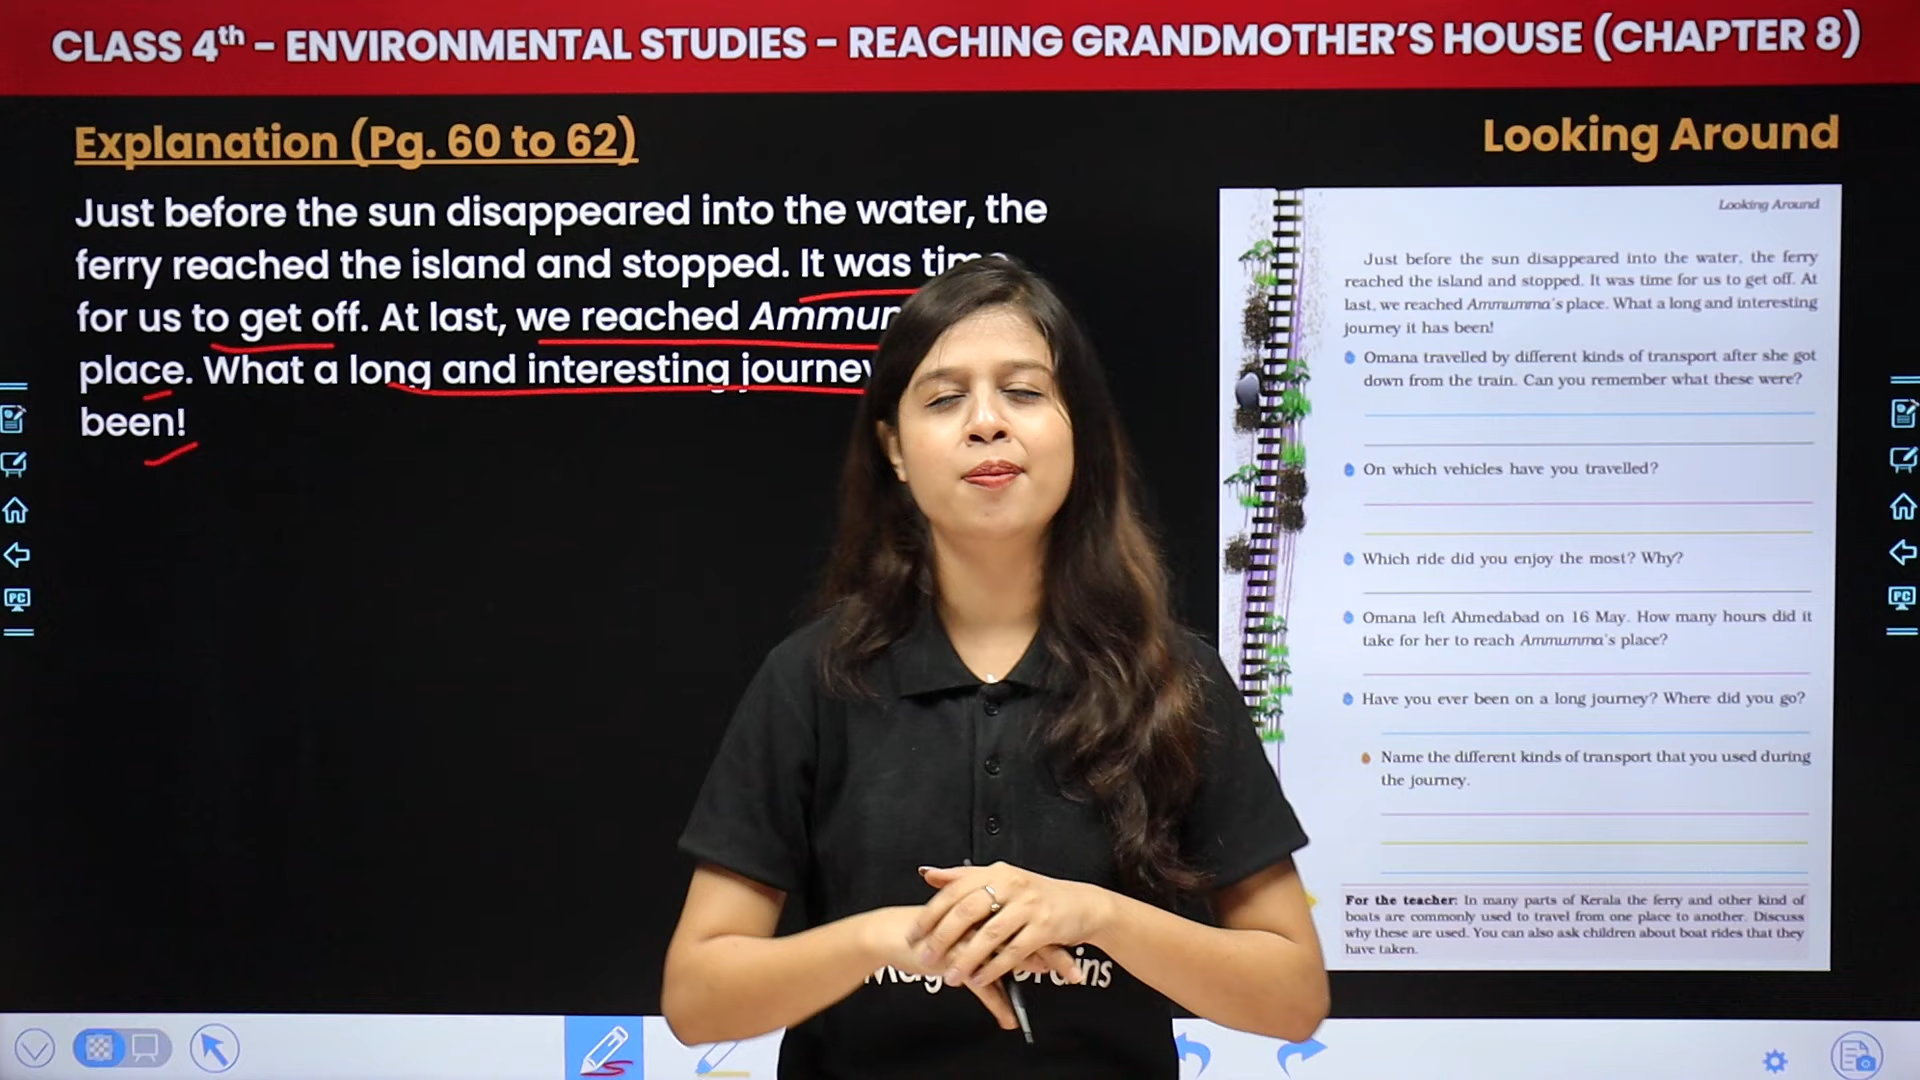 CLASS 4th - ENVIRONMENTAL STUDIES - REACHING GRANDMOTHER'S HOUSE (CHAPTER 8)
Explanation (Pg. 60 to 62)
Just before the sun disappeared into the water, the
ferry reached the island and stopped. It was time
for us to get off. At last, we reached Ammum
place. What a long and interesting journey
been!
Looking Around
Looking Around
Just before the sun disappeared into the water, the ferry
reached the island and stopped. It was time for us to get off. At
last, we reached Ammumma's place. What a long and interesting
journey it has been!
Omana travelled by different kinds of transport after she got
down from the train. Can you remember what these were?
On which vehicles have you travelled?
Which ride did you enjoy the most? Why?
Omana left Ahmedabad on 16 May. How many hours did it
take for her to reach Ammumma's place?
Have you ever been on a long journey? Where did you go?
Name the different kinds of transport that you used during
the journey.
For the teacher: In many parts of Kerala the ferry and other kind of
boats are commonly used to travel from one place to another. Discuss
why these are used. You can also ask children about boat rides that they
have taken.
PC
PC